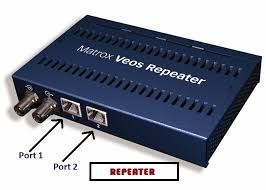 Matrox Veos Repeater
Port 1
Port 2
REPEATER